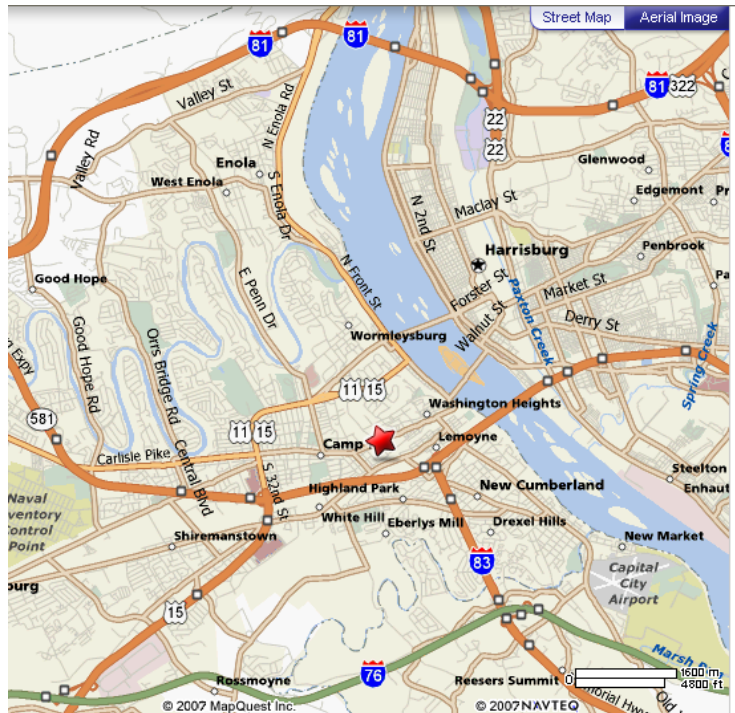 Street Map
Aerial Image
81
81
81
322
22
22
Valley St
Valley Rd
N Enola Rd
Enola
West Enola
S Enola Dr
Glenwood
Edgemont
Maclay St
N 2nd St
Harrisburg
Penbrook
Good Hope
E Penn Dr
N Front St
Forster St
Market St
Walnut St
Paxton Creek
Derry St
Wormleysburg
Good Hope Rd
Orrs Bridge Rd
Spring Creek
Expy
581
11
15
11
15
Washington Heights
Carlisle Pike
Camp
Lemoyne
Central Blvd
S 32nd St
Steelton
Enhaut
Naval
Inventory
Control
Point
Highland Park
New Cumberland
White Hill
Eberlys Mill
Drexel Hills
Shiremanstown
New Market
83
Capital
City
Airport
burg
15
76
Rossmoyne
Reesers Summit
0
1600 m
4800 ft
© 2007 MapQuest Inc.
© 2007 NAVTEQ